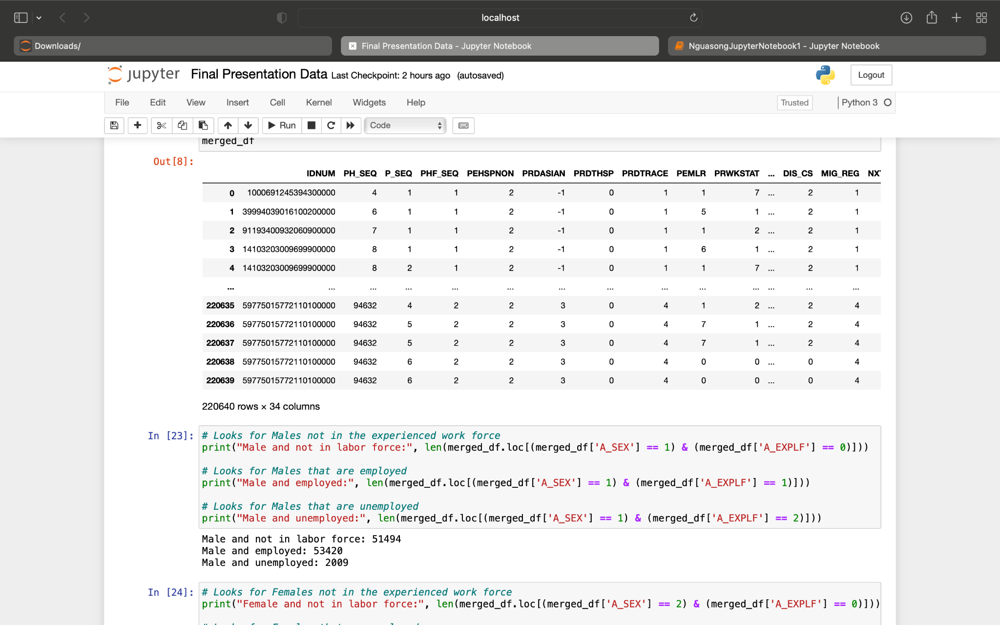 localhost
Downloads/
Final Presentation Data - Jupyter Notebook
NguasongJupyterNotebook1 - Jupyter Notebook
jupyter Final Presentation Data Last Checkpoint: 2 hours ago (autosaved)
Logout
File Edit View Insert Cell Kernel Widgets Help Trusted Python 3
Run Code
merged_df
Out[8]:
IDNUM PH_SEQ P_SEQ PHF_SEQ PEHSPNON PRDASIAN PRDTHSP PRDTRACE PEMLR PRWKSTAT ... DIS_CS MIG_REG NX
0 1000691245394300000 4 1 1 2 -1 0 1 1 7 ... 2 1
1 39994039016100200000 6 1 1 2 -1 0 1 5 1 ... 2 1
2 91193400932060900000 7 1 1 2 -1 0 1 1 2 ... 2 1
3 14103203009699900000 8 1 1 2 -1 0 1 6 1 ... 2 1
4 14103203009699900000 8 2 1 2 -1 0 1 1 7 ... 2 1
... ... ... ... ... ... ... ... ... ... ... ... ... ...
220635 59775015772110100000 94632 4 2 2 3 0 4 1 2 ... 2 4
220636 59775015772110100000 94632 5 2 2 3 0 4 7 1 ... 2 4
220637 59775015772110100000 94632 5 2 2 3 0 4 7 1 ... 2 4
220638 59775015772110100000 94632 6 2 2 3 0 4 0 0 ... 0 4
220639 59775015772110100000 94632 6 2 2 3 0 4 0 0 ... 0 4
220640 rows × 34 columns
In [23]: # Looks for Males not in the experienced work force
print("Male and not in labor force:", len(merged_df.loc[(merged_df['A_SEX'] == 1) & (merged_df['A_EXPLF'] == 0)]))
# Looks for Males that are employed
print("Male and employed:", len(merged_df.loc[(merged_df['A_SEX'] == 1) & (merged_df['A_EXPLF'] == 1)]))
# Looks for Males that are unemployed
print("Male and unemployed:", len(merged_df.loc[(merged_df['A_SEX'] == 1) & (merged_df['A_EXPLF'] == 2)]))
Male and not in labor force: 51494
Male and employed: 53420
Male and unemployed: 2009
In [24]: # Looks for Females not in the experienced work force
print("Female and not in labor force:", len(merged_df.loc[(merged_df['A_SEX'] == 2) & (merged_df['A_EXPLF'] == 0)]))